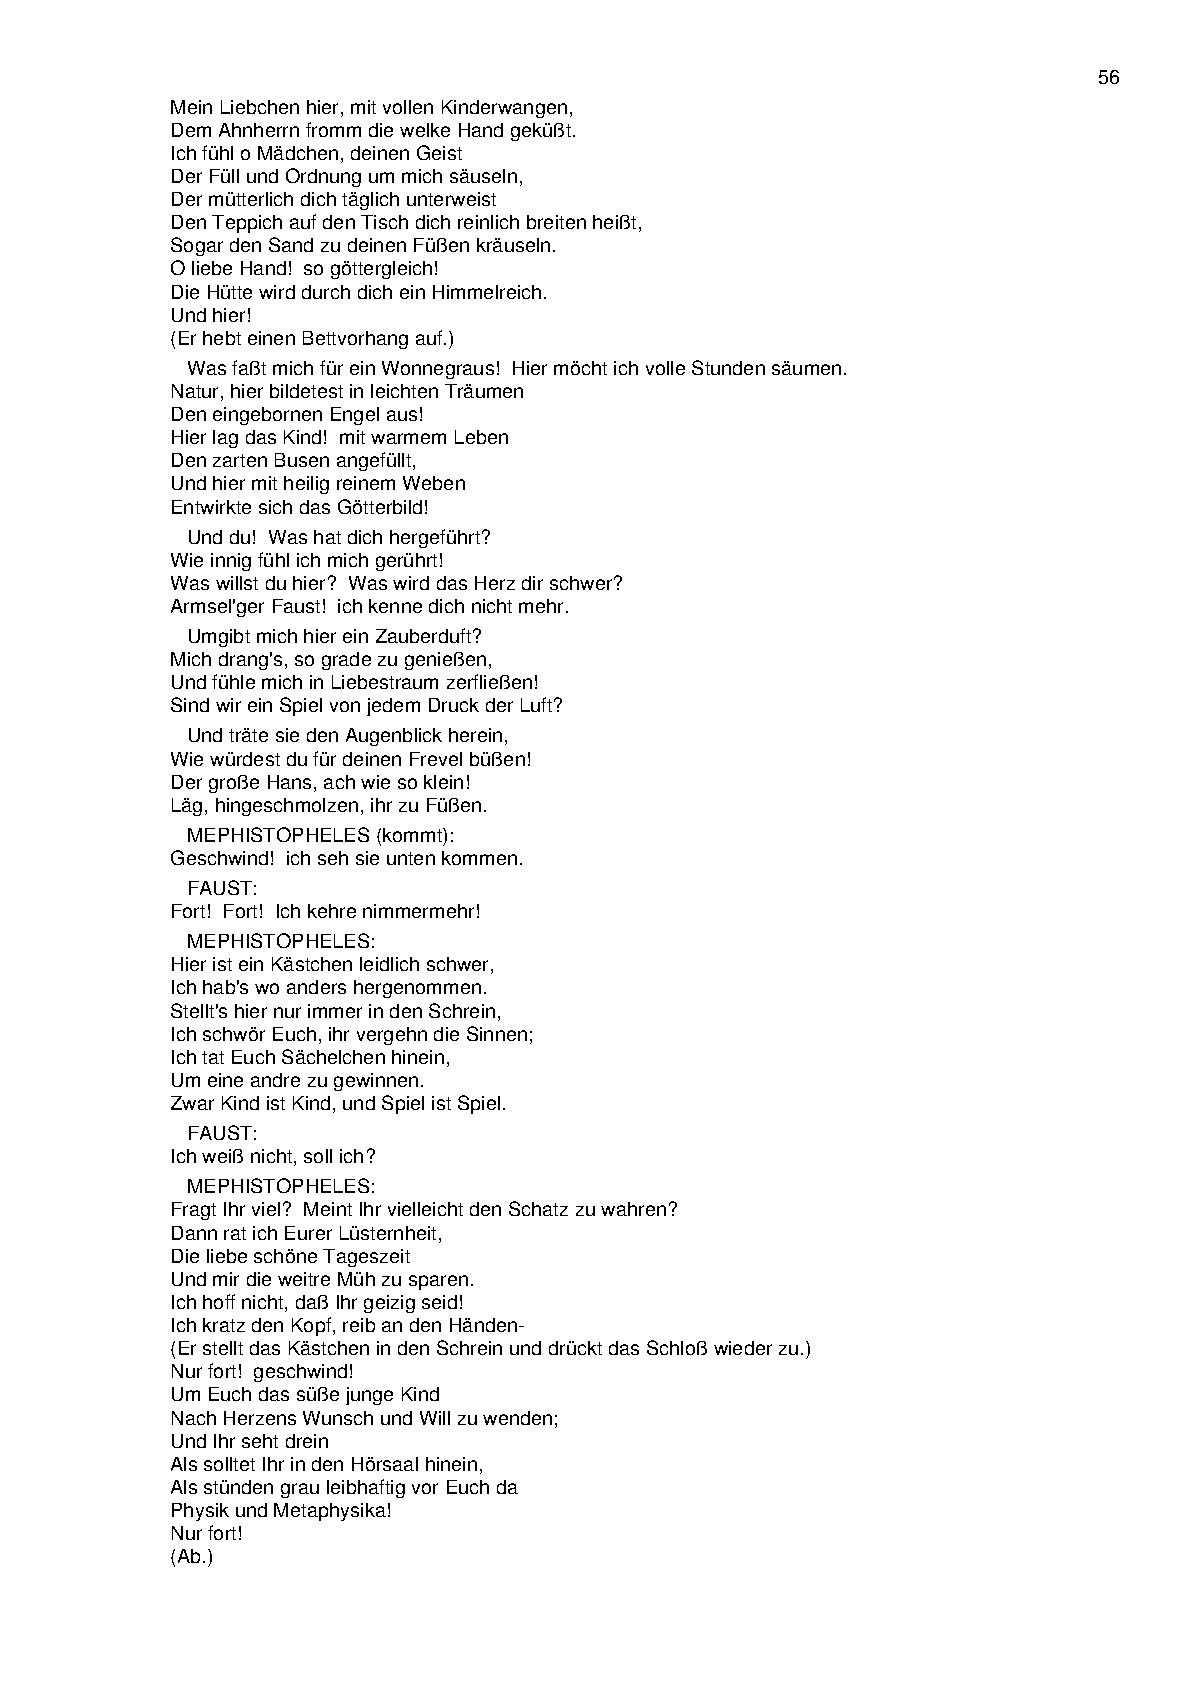 56
Mein Liebchen hier, mit vollen Kinderwangen,
Dem Ahnherrn fromm die welke Hand geküßt.
Ich fühl o Mädchen, deinen Geist
Der Füll und Ordnung um mich säuseln,
Der mütterlich dich täglich unterweist
Den Teppich auf den Tisch dich reinlich breiten heißt,
Sogar den Sand zu deinen Füßen kräuseln.
O liebe Hand! so göttergleich!
Die Hütte wird durch dich ein Himmelreich.
Und hier!
(Er hebt einen Bettvorhang auf.)
Was faßt mich für ein Wonnegraus! Hier möcht ich volle Stunden säumen.
Natur, hier bildetest in leichten Träumen
Den eingebornen Engel aus!
Hier lag das Kind! mit warmem Leben
Den zarten Busen angefüllt,
Und hier mit heilig reinem Weben
Entwirkte sich das Götterbild!
Und du! Was hat dich hergeführt?
Wie innig fühl ich mich gerührt!
Was willst du hier? Was wird das Herz dir schwer?
Armsel'ger Faust! ich kenne dich nicht mehr.
Umgibt mich hier ein Zauberduft?
Mich drang's, so grade zu genießen,
Und fühle mich in Liebestraum zerfließen!
Sind wir ein Spiel von jedem Druck der Luft?
Und träte sie den Augenblick herein,
Wie würdest du für deinen Frevel büßen!
Der große Hans, ach wie so klein!
Läg, hingeschmolzen, ihr zu Füßen.
MEPHISTOPHELES (kommt):
Geschwind! ich seh sie unten kommen.
FAUST:
Fort! Fort! Ich kehre nimmermehr!
MEPHISTOPHELES:
Hier ist ein Kästchen leidlich schwer,
Ich hab's wo anders hergenommen.
Stellt's hier nur immer in den Schrein,
Ich schwör Euch, ihr vergehn die Sinnen;
Ich tat Euch Sächelchen hinein,
Um eine andre zu gewinnen.
Zwar Kind ist Kind, und Spiel ist Spiel.
FAUST:
Ich weiß nicht, soll ich?
MEPHISTOPHELES:
Fragt Ihr viel? Meint Ihr vielleicht den Schatz zu wahren?
Dann rat ich Eurer Lüsternheit,
Die liebe schöne Tageszeit
Und mir die weitre Müh zu sparen.
Ich hoff nicht, daß Ihr geizig seid!
Ich kratz den Kopf, reib an den Händen-
(Er stellt das Kästchen in den Schrein und drückt das Schloß wieder zu.)
Nur fort! geschwind!
Um Euch das süße junge Kind
Nach Herzens Wunsch und Will zu wenden;
Und Ihr seht drein
Als solltet Ihr in den Hörsaal hinein,
Als stünden grau leibhaftig vor Euch da
Physik und Metaphysika!
Nur fort!
(Ab.)